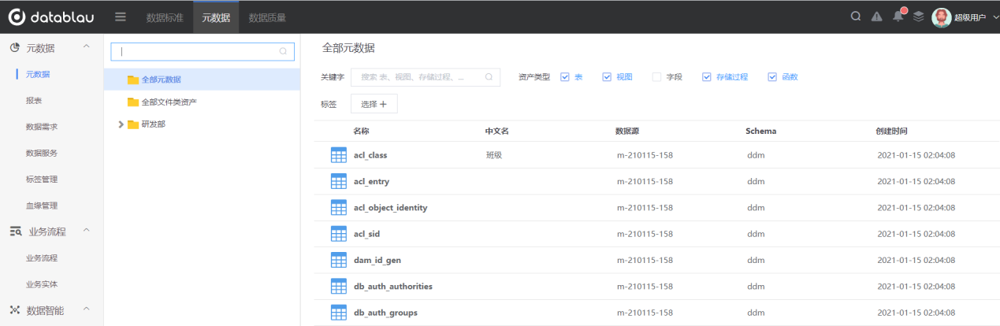 datablau 数据标准 元数据 数据质量 超级用户
元数据
元数据
报表
数据需求
数据服务
标签管理
血缘管理
业务流程
业务流程
业务实体
数据智能
全部元数据
全部文件类资产
研发部
全部元数据
关键字 搜索 表、视图、存储过程、... 资产类型 表 视图 字段 存储过程 函数
标签 选择 +
名称 中文名 数据源 Schema 创建时间
acl_class 班级 m-210115-158 ddm 2021-01-15 02:04:08
acl_entry m-210115-158 ddm 2021-01-15 02:04:08
acl_object_identity m-210115-158 ddm 2021-01-15 02:04:08
acl_sid m-210115-158 ddm 2021-01-15 02:04:08
dam_id_gen m-210115-158 ddm 2021-01-15 02:04:08
db_auth_authorities m-210115-158 ddm 2021-01-15 02:04:08
db_auth_groups m-210115-158 ddm 2021-01-15 02:04:08